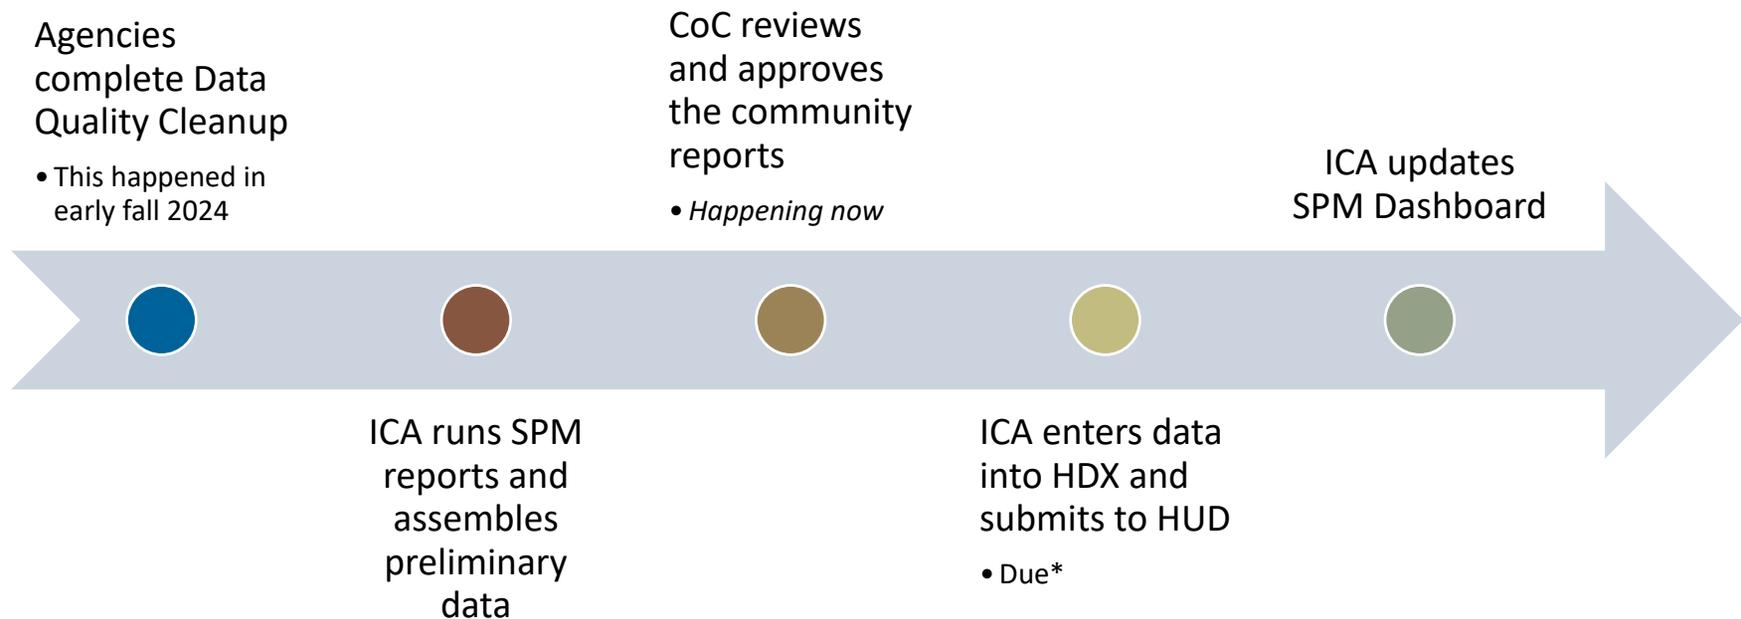 Agencies
complete Data
Quality Cleanup
• This happened in
early fall 2024
ICA runs SPM
reports and
assembles
preliminary
data
CoC reviews
and approves
the community
reports
• Happening now
ICA enters data
into HDX and
submits to HUD
• Due*
ICA updates
SPM Dashboard